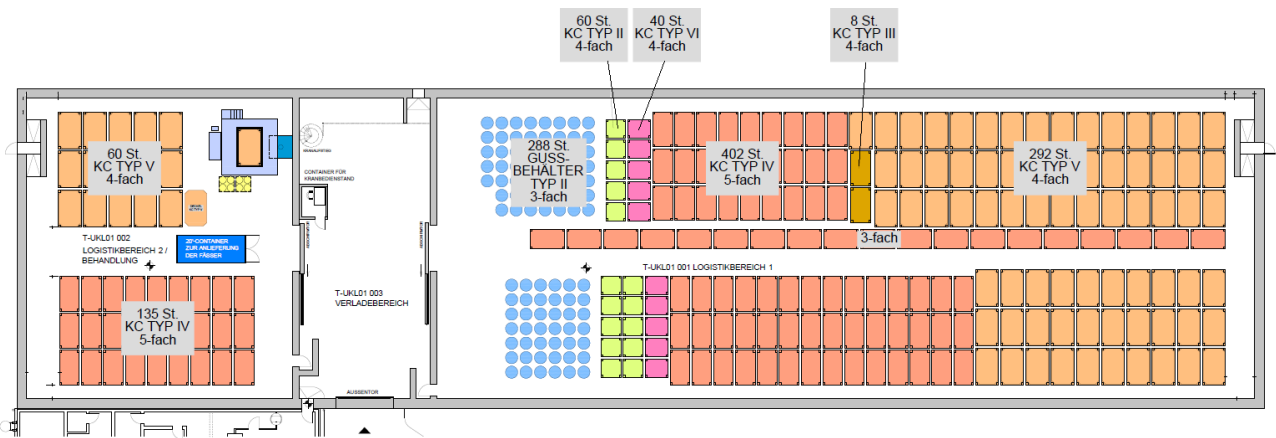 60 St.
KC TYP II
4-fach
40 St.
KC TYP VI
4-fach
8 St.
KC TYP III
4-fach
60 St.
KC TYP V
4-fach
288 St.
GUSS-
BEHÄLTER
TYP II
3-fach
402 St.
KC TYP IV
5-fach
292 St.
KC TYP V
4-fach
CONTAINER FÜR
KRANBEDIENSTAND
T-UKL01 002
LOGISTIKBEREICH 2 /
BEHANDLUNG
20'-CONTAINER
ZUR ANLIEFERUNG
DER FÄSSER
3-fach
T-UKL01 001 LOGISTIKBEREICH 1
T-UKL01 003
VERLADEBEREICH
135 St.
KC TYP IV
5-fach
AUSSENTOR